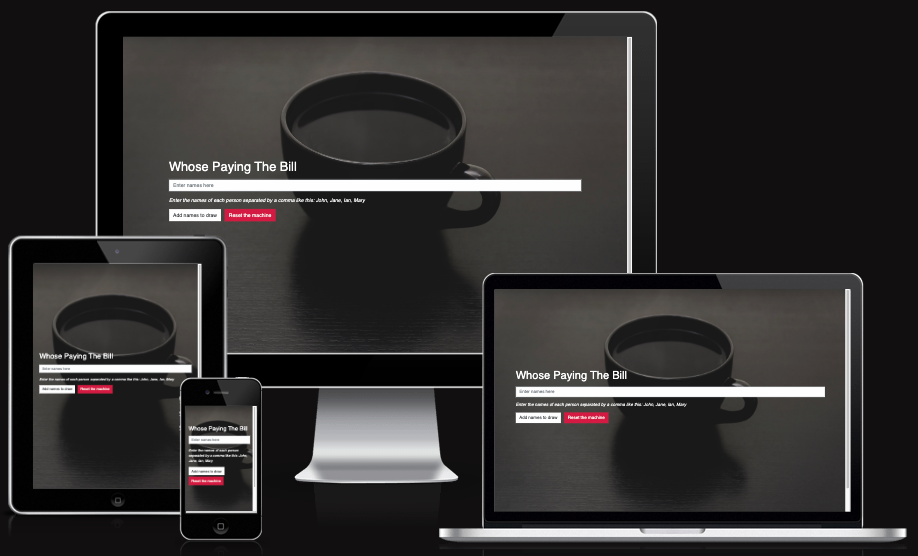 Whose Paying The Bill
Enter names here
Enter the names of each person separated by a comma like this: John, Jane, Ian, Mary
Add names to draw Reset the machine
Whose Paying The Bill
Enter names here
Enter the names of each person separated by a comma like this: John, Jane, Ian, Mary
Add names to draw Reset the machine
Whose Paying The Bill
Enter names here
Enter the names of each person
separated by a comma like this: John,
Jane, Ian, Mary
Add names to draw
Reset the machine
Whose Paying The Bill
Enter names here
Enter the names of each person separated by a comma like this: John, Jane, Ian, Mary
Add names to draw Reset the machine